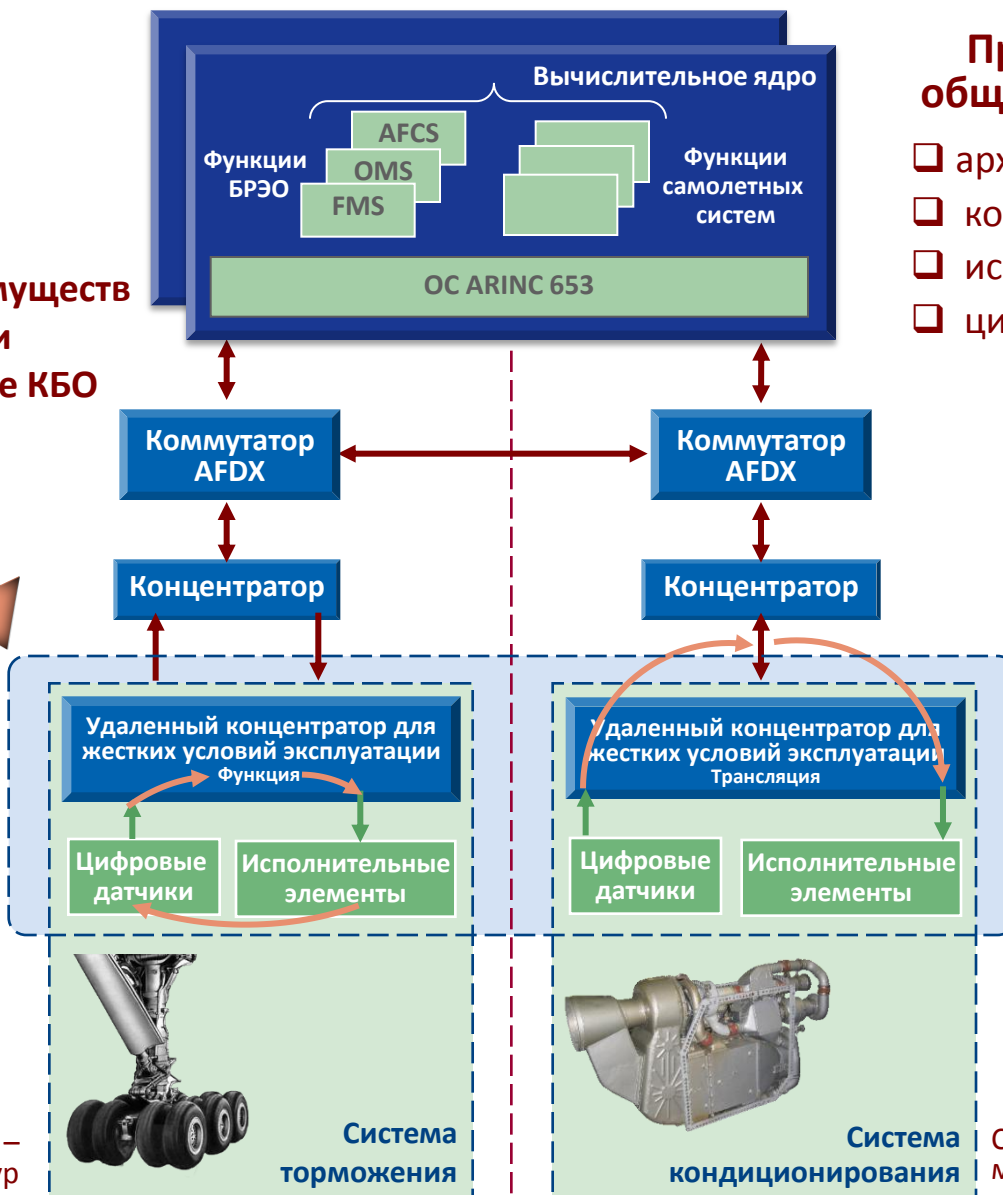 Вычислительное ядро
Функции
БРЭО
AFCS
OMS
FMS
Функции
самолетных
систем
ОС ARINC 653
Коммутатор
AFDX
Коммутатор
AFDX
Концентратор
Концентратор
Удаленный концентратор для
жестких условий эксплуатации
Функция
Цифровые
датчики
Исполнительные
элементы
Удаленный концентратор для
жестких условий эксплуатации
Трансляция
Цифровые
датчики
Исполнительные
элементы
Система
торможения
Система
кондиционирования
и
КБО
–